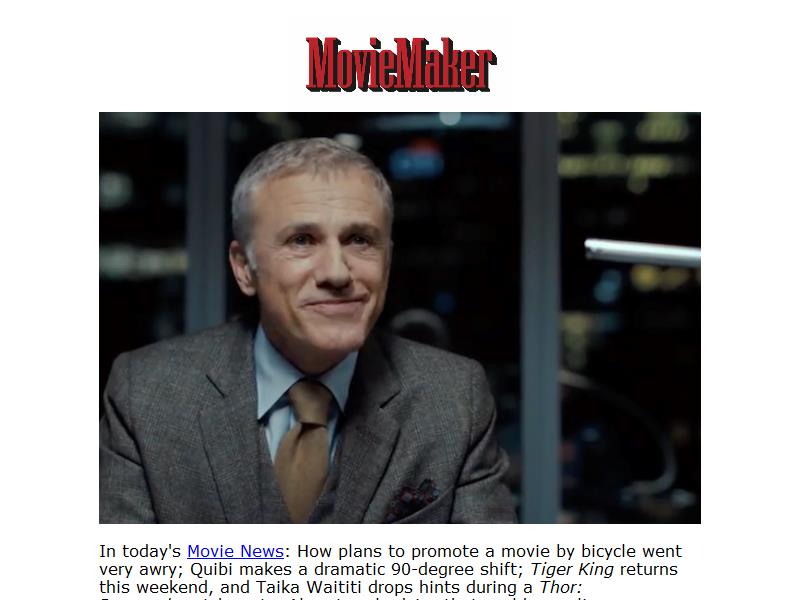 MovieMaker
In today's Movie News: How plans to promote a movie by bicycle went
very awry; Quibi makes a dramatic 90-degree shift; Tiger King returns
this weekend, and Taika Waititi drops hints during a Thor: